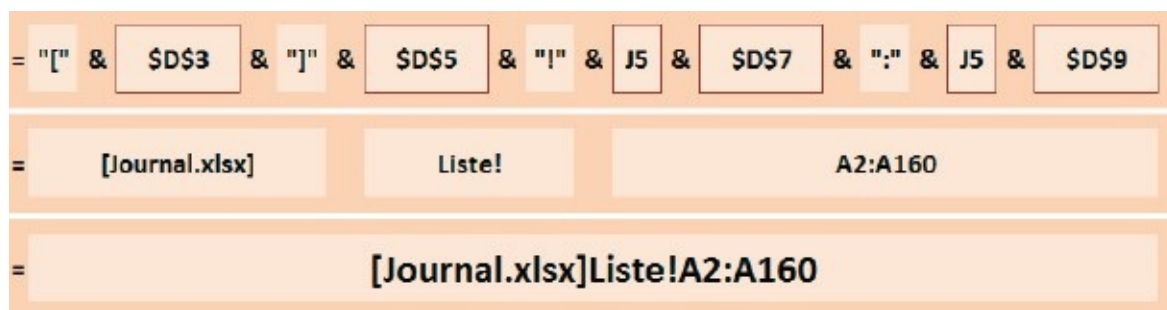 = "[" & $D$3 & "]" & $D$5 & "!" & J5 & $D$7 & ":" & J5 & $D$9
= [Journal.xlsx] Liste! A2:A160
= [Journal.xlsx]Liste!A2:A160